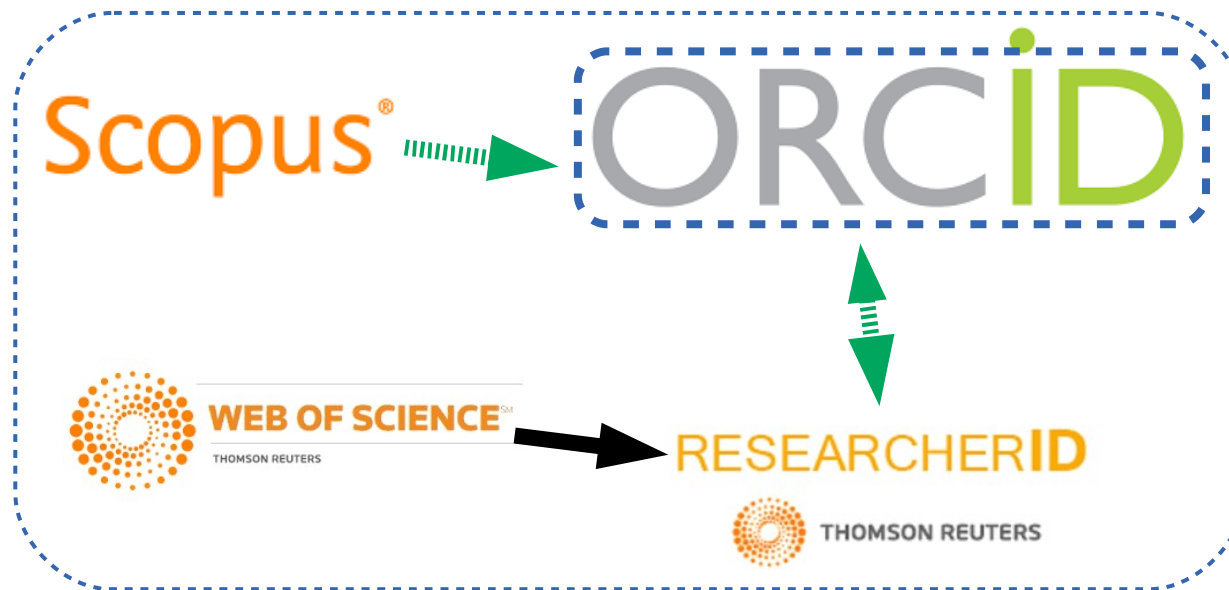 Scopus®
ORCiD
WEB OF SCIENCE℠
THOMSON REUTERS
RESEARCHERID
THOMSON REUTERS